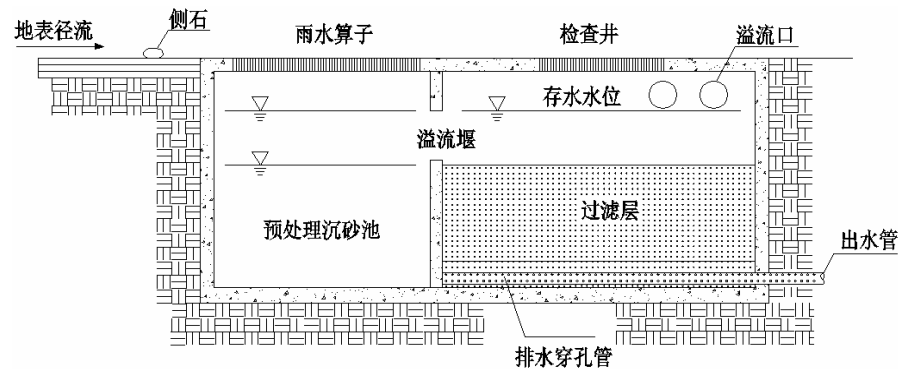 地表径流
侧石
雨水箅子
检查井
溢流口
存水水位
溢流堰
预处理沉砂池
过滤层
出水管
排水穿孔管